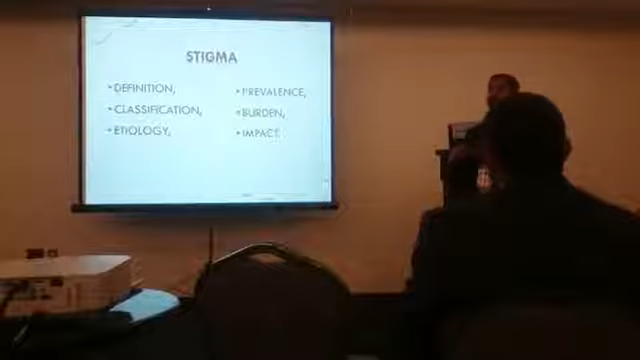 STIGMA
• DEFINITION,
• CLASSIFICATION,
• ETIOLOGY,
• PREVALENCE,
• BURDEN,
• IMPACT.